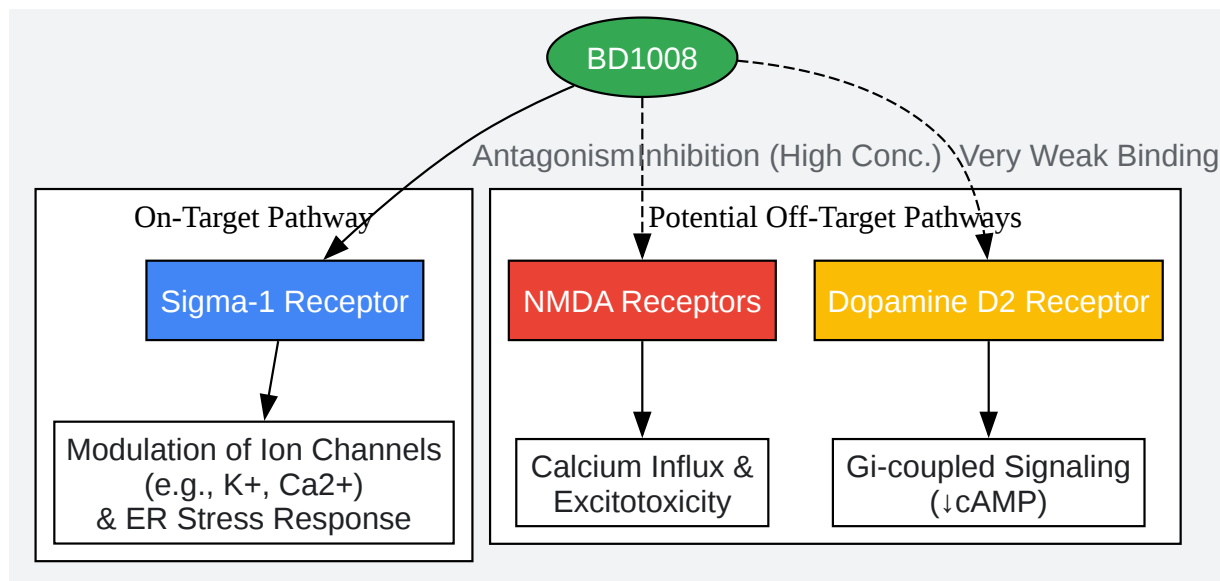 BD1008
Antagonism
Inhibition (High Conc.)
Very Weak Binding
On-Target Pathway
Potential Off-Target Pathways
Sigma-1 Receptor
NMDA Receptors
Dopamine D2 Receptor
Modulation of Ion Channels
(e.g., K+, Ca2+)
& ER Stress Response
Calcium Influx &
Excitotoxicity
Gi-coupled Signaling
(↓cAMP)